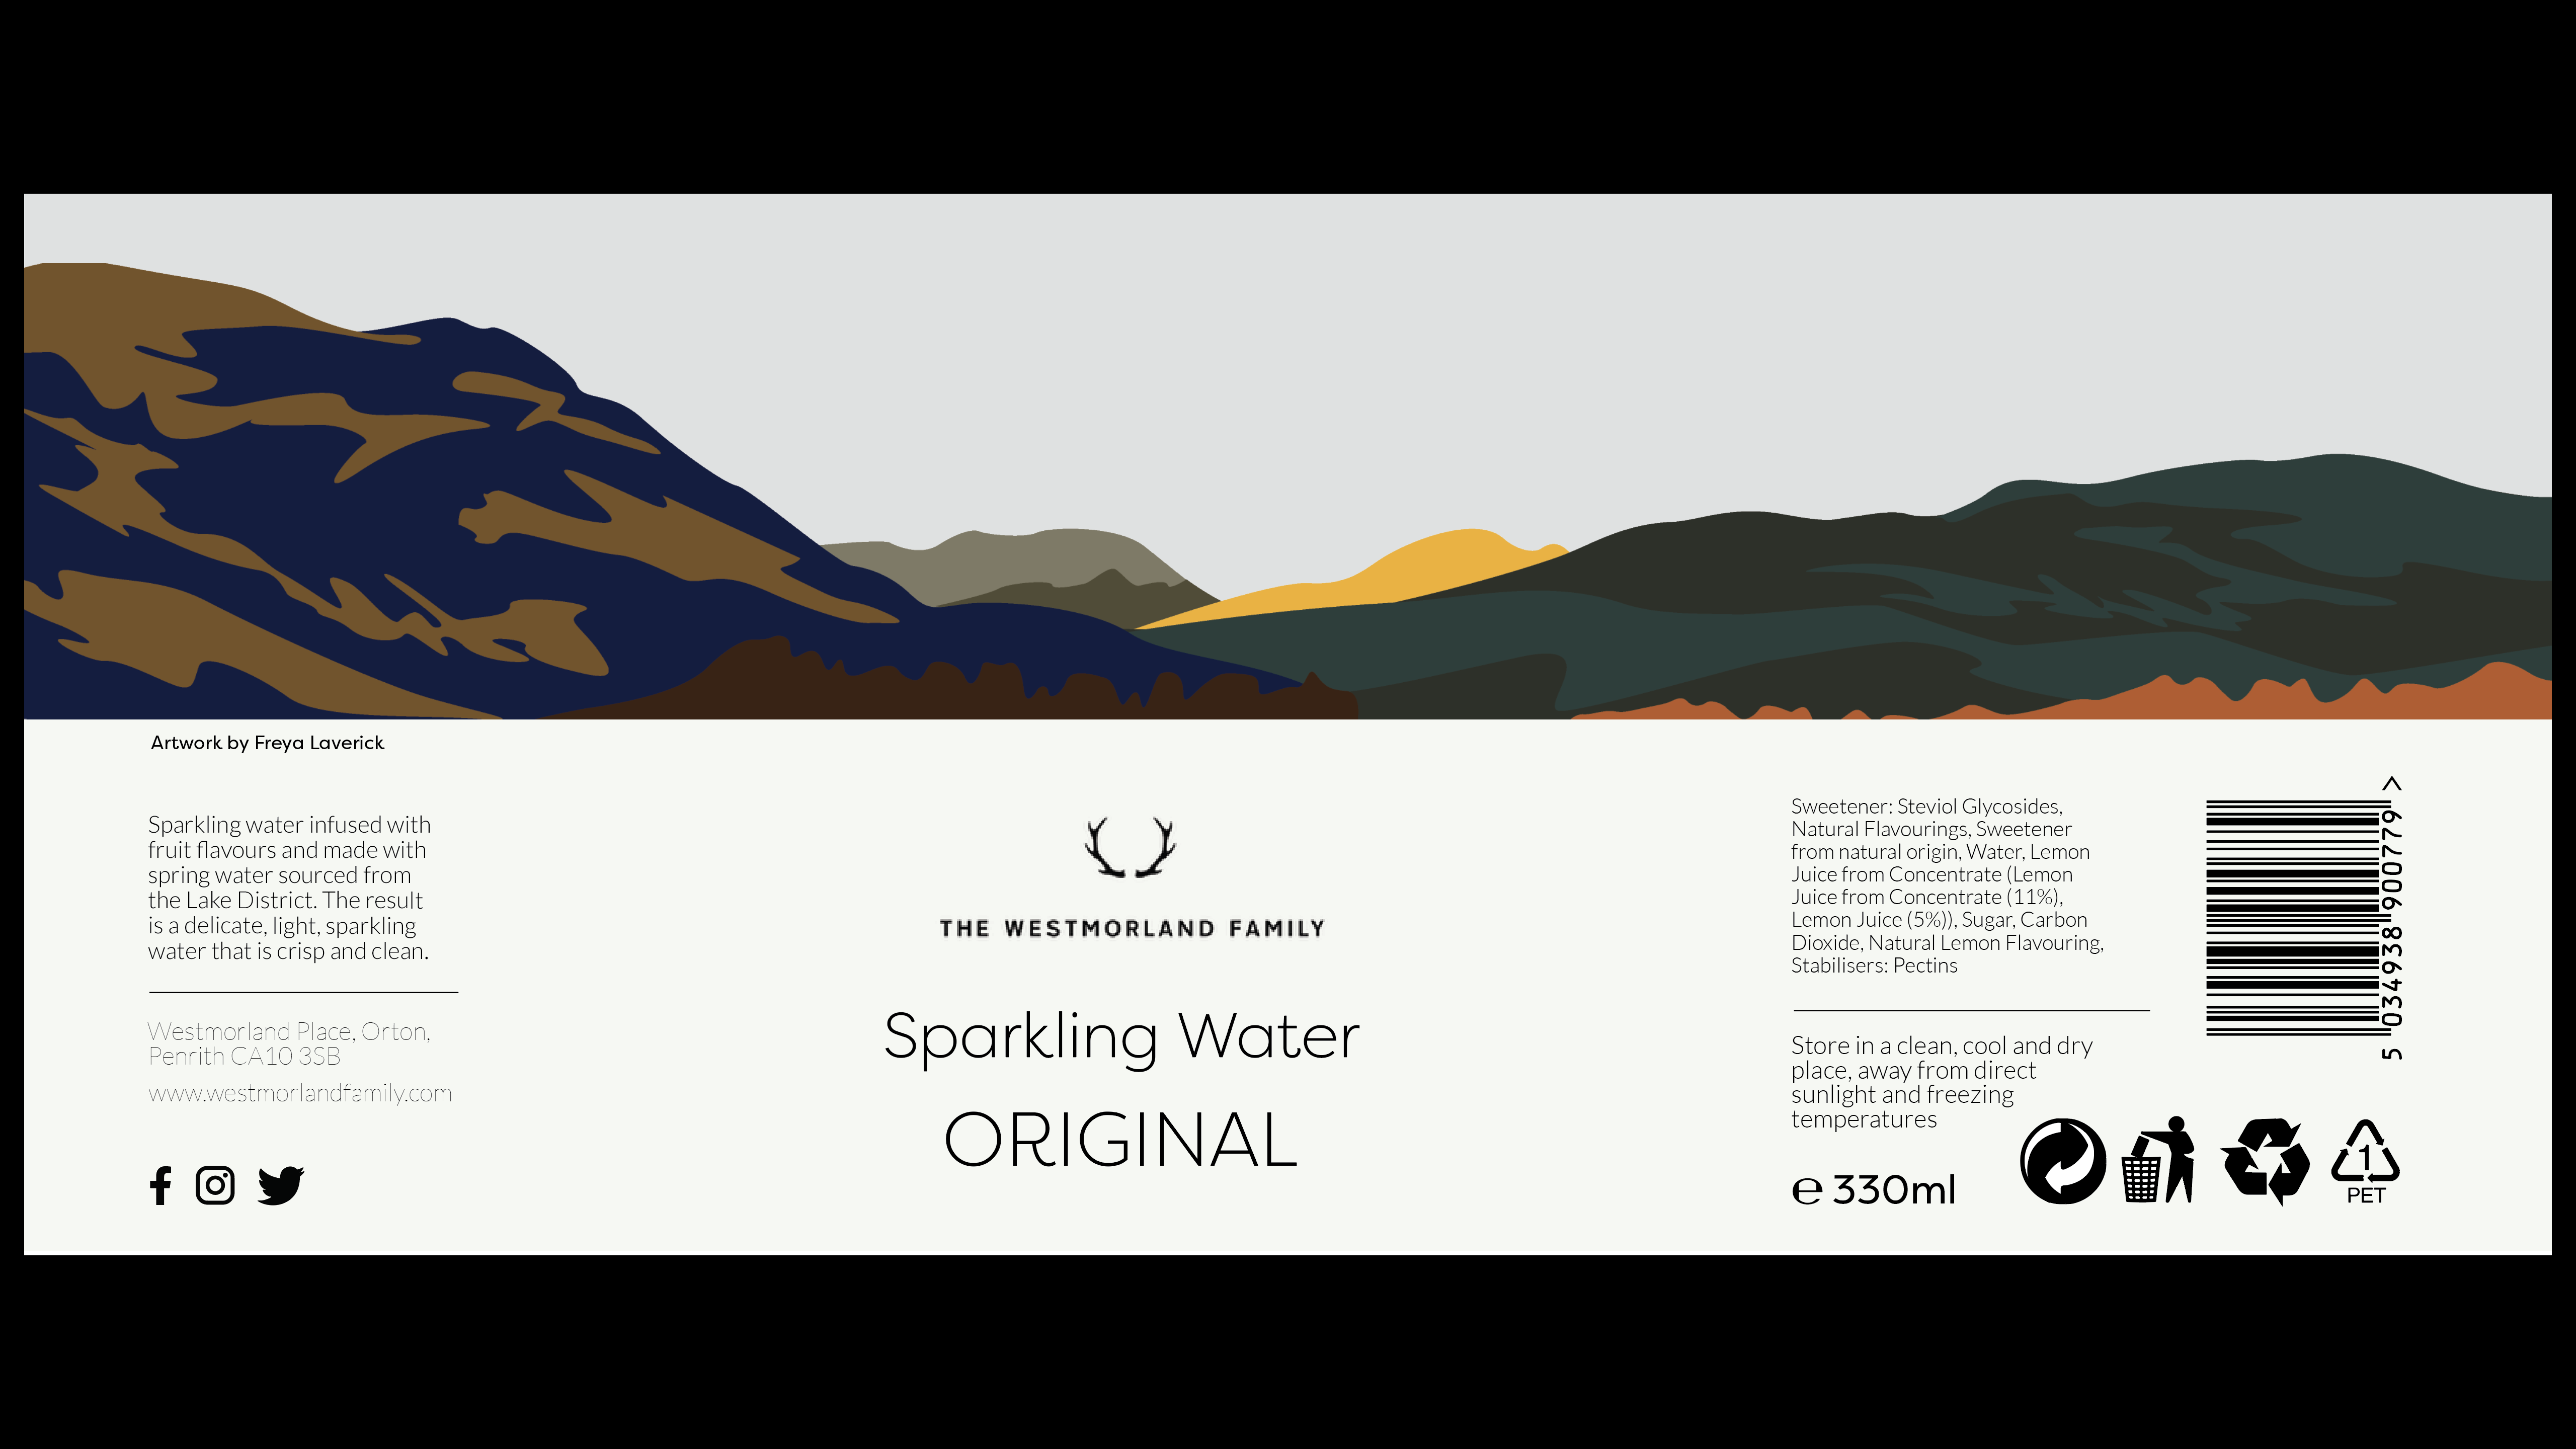 Artwork by Freya Laverick
Sparkling water infused with
fruit flavours and made with
spring water sourced from
the Lake District. The result
is a delicate, light, sparkling
water that is crisp and clean.
Westmorland Place, Orton,
Penrith CA10 3SB
www.westmorlandfamily.com
THE WESTMORLAND FAMILY
Sparkling Water
ORIGINAL
Sweetener: Steviol Glycosides,
Natural Flavourings, Sweetener
from natural origin, Water, Lemon
Juice from Concentrate (Lemon
Juice from Concentrate (11%),
Lemon Juice (5%)), Sugar, Carbon
Dioxide, Natural Lemon Flavouring,
Stabilisers: Pectins
Store in a clean, cool and dry
place, away from direct
sunlight and freezing
temperatures
℮ 330ml
5 034938 900779 >
1
PET